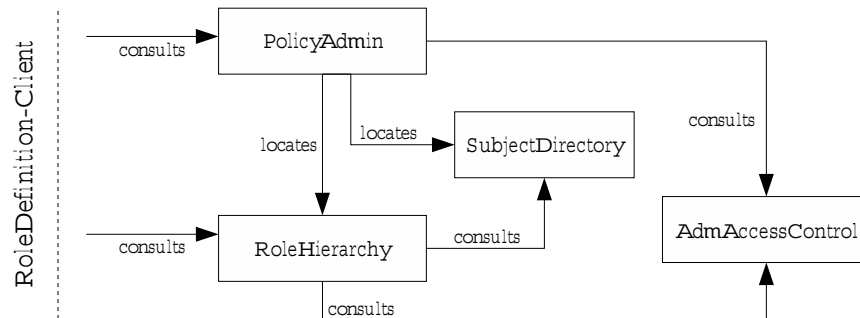 RoleDefinition-Client
consults
PolicyAdmin
consults
locates
locates
SubjectDirectory
consults
RoleHierarchy
consults
AdmAccessControl
consults